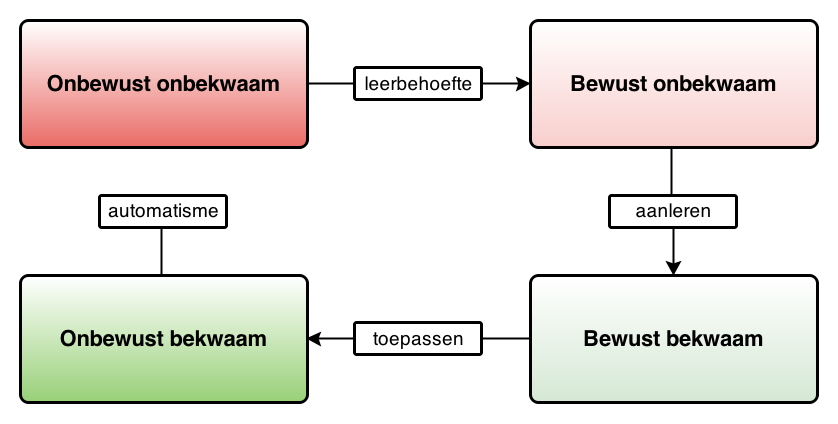 Onbewust onbekwaam
leerbehoefte
Bewust onbekwaam
automatisme
aanleren
Onbewust bekwaam
toepassen
Bewust bekwaam